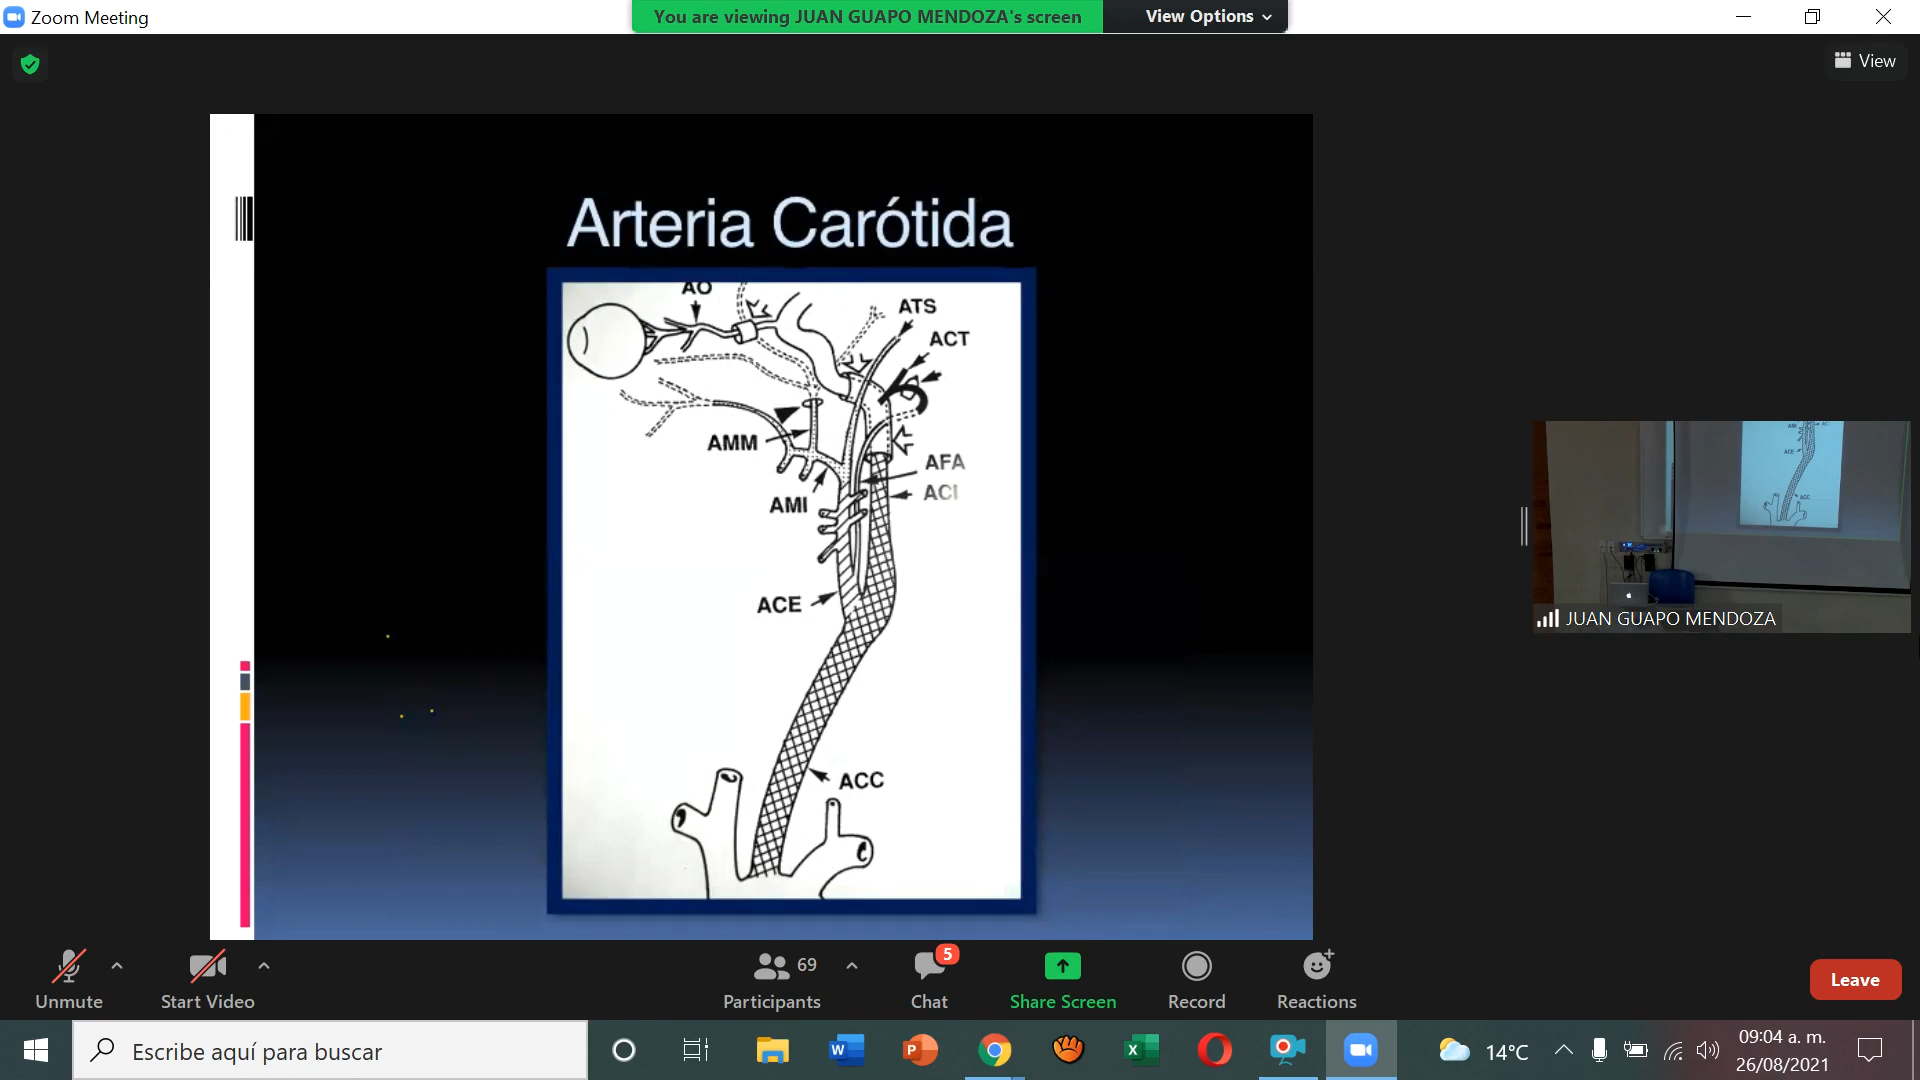 Zoom Meeting
You are viewing JUAN GUAPO MENDOZA's screen
View Options
View
Arteria Carótida
AO
ATS
ACT
AMM
AFA
ACI
AMI
ACE
ACC
ACE
ACC
JUAN GUAPO MENDOZA
Unmute
Start Video
69
Participants
5
Chat
Share Screen
Record
Reactions
Leave
Escribe aquí para buscar
14°C
09:04 a. m.
26/08/2021